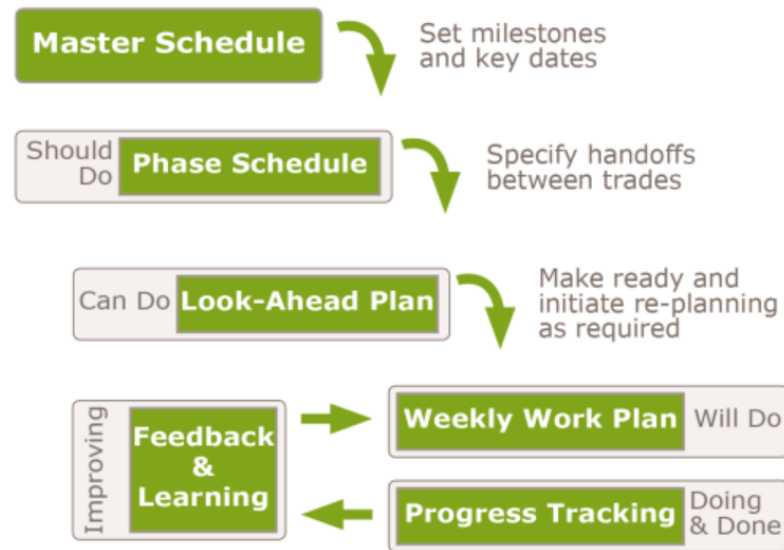 Master Schedule
Set milestones
and key dates
Should
Do
Phase Schedule
Specify handoffs
between trades
Can Do
Look-Ahead Plan
Make ready and
initiate re-planning
as required
Improving
Feedback
&
Learning
Weekly Work Plan
Will Do
Progress Tracking
Doing
& Done